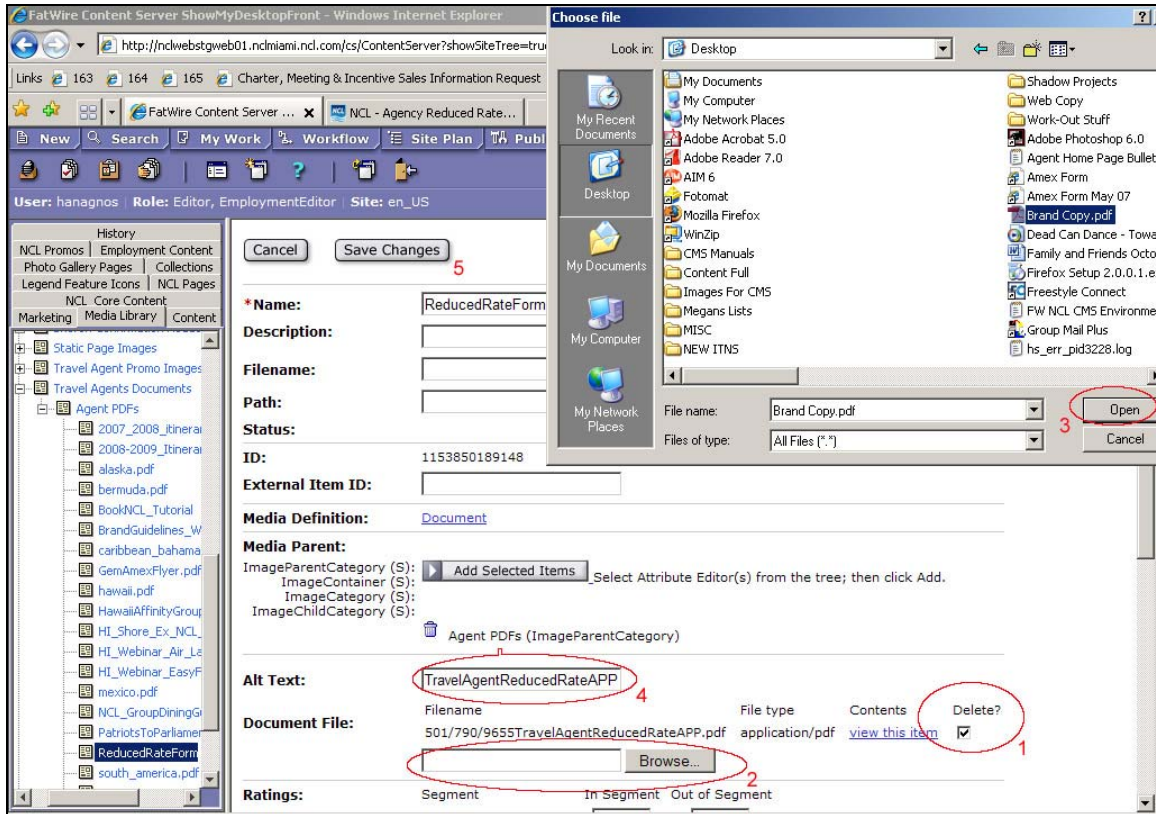 FatWire Content Server ShowMyDesktopFront - Windows Internet Explorer
http://nclwebstgweb01.nclmiami.ncl.com/cs/ContentServer?showSiteTree=tru
Links 163 164 165 Charter, Meeting & Incentive Sales Information Request
FatWire Content Server ... NCL - Agency Reduced Rate...
New Search My Work Workflow Site Plan Publ
User: hanagnos | Role: Editor, EmploymentEditor | Site: en_US
History
NCL Promos Employment Content
Photo Gallery Pages Collections
Legend Feature Icons NCL Pages
NCL Core Content
Marketing Media Library Content
Static Page Images
Travel Agent Promo Images
Travel Agents Documents
Agent PDFs
2007_2008_itinera
2008-2009_Itinerar
alaska.pdf
bermuda.pdf
BookNCL_Tutorial
BrandGuidelines_W
caribbean_bahama
GemAmexFlyer.pdf
hawaii.pdf
HawaiiAffinityGroup
HI_Shore_Ex_NCL_
HI_Webinar_Air_La
HI_Webinar_EasyF
mexico.pdf
NCL_GroupDiningGu
PatriotsToParliamen
ReducedRateForm
south_america.pdf
Cancel Save Changes
5
*Name: ReducedRateForm
Description:
Filename:
Path:
Status:
ID: 1153850189148
External Item ID:
Media Definition: Document
Media Parent:
ImageParentCategory (S):
ImageContainer (S):
ImageCategory (S):
ImageChildCategory (S):
Add Selected Items Select Attribute Editor(s) from the tree; then click Add.
Agent PDFs (ImageParentCategory)
Alt Text: TravelAgentReducedRateAPP
4
Document File:
Filename File type Contents Delete?
501/790/9655TravelAgentReducedRateAPP.pdf application/pdf view this item
1
Browse...
2
Ratings: Segment In Segment Out of Segment
Choose file
Look in: Desktop
My Recent Documents
Desktop
My Documents
My Computer
My Network Places
My Documents
My Computer
My Network Places
Adobe Acrobat 5.0
Adobe Reader 7.0
AIM 6
Fotomat
Mozilla Firefox
WinZip
CMS Manuals
Content Full
Images For CMS
Megans Lists
MISC
NEW ITNS
Shadow Projects
Web Copy
Work-Out Stuff
Adobe Photoshop 6.0
Agent Home Page Bullet
Amex Form
Amex Form May 07
Brand Copy.pdf
Dead Can Dance - Towa
Family and Friends Octo
Firefox Setup 2.0.0.1.e
Freestyle Connect
FW NCL CMS Environme
Group Mail Plus
hs_err_pid3228.log
File name: Brand Copy.pdf Open
3
Files of type: All Files (*.*) Cancel